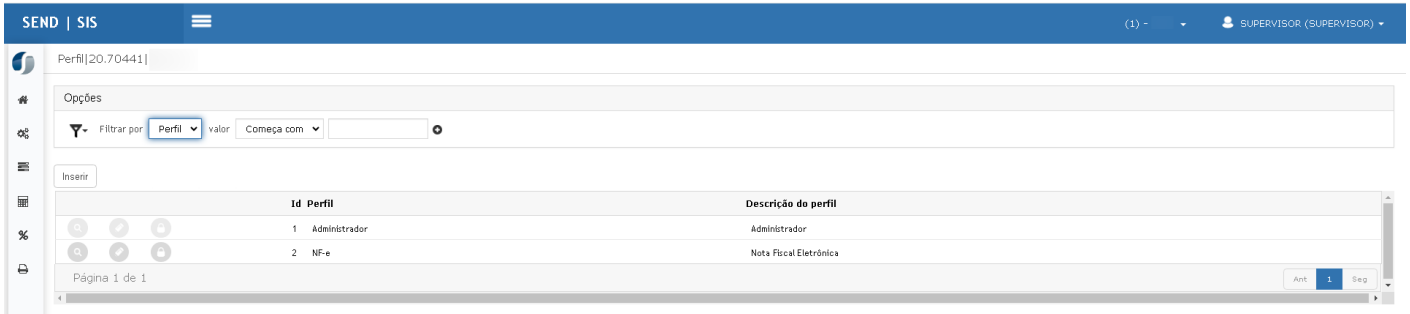 SEND | SIS
(1) -
SUPERVISOR (SUPERVISOR)
Perfil|20.70441|
Opções
Filtrar por Perfil valor Começa com
Inserir
Id Perfil Descrição do perfil
1 Administrador Administrador
2 NF-e Nota Fiscal Eletrônica
Página 1 de 1
Ant 1 Seg